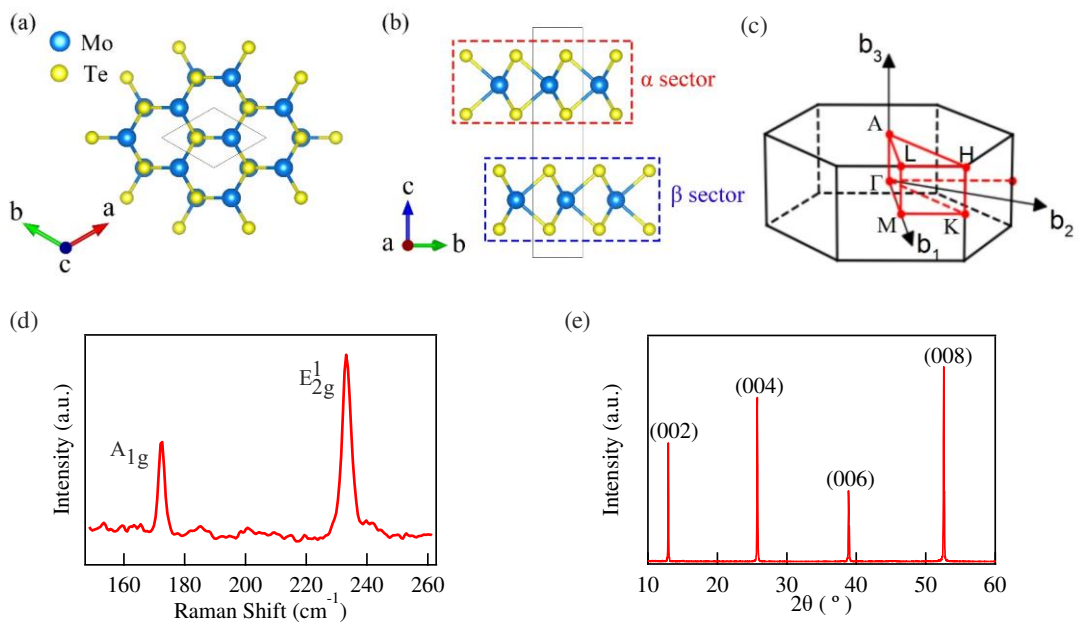 (a)
Mo
Te
b
a
c
(b)
α sector
β sector
c
a
b
(c)
b3
A
L
H
Γ
M
K
b1
b2
(d)
Intensity (a.u.)
A1g
E12g
160
180
200
220
240
260
Raman Shift (cm-1)
(e)
Intensity (a.u.)
(002)
(004)
(006)
(008)
10
20
30
40
50
60
2θ ( ° )